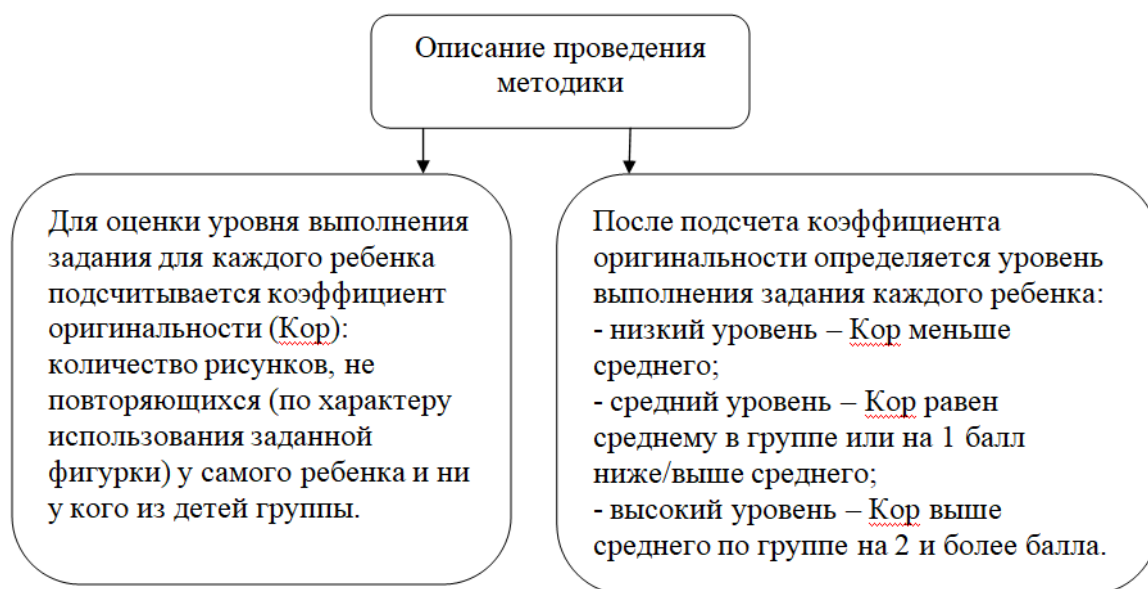 Описание проведения
методики
Для оценки уровня выполнения
задания для каждого ребенка
подсчитывается коэффициент
оригинальности (Кор):
количество рисунков, не
повторяющихся (по характеру
использования заданной
фигурки) у самого ребенка и ни
у кого из детей группы.
После подсчета коэффициента
оригинальности определяется уровень
выполнения задания каждого ребенка:
- низкий уровень – Кор меньше
среднего;
- средний уровень – Кор равен
среднему в группе или на 1 балл
ниже/выше среднего;
- высокий уровень – Кор выше
среднего по группе на 2 и более балла.